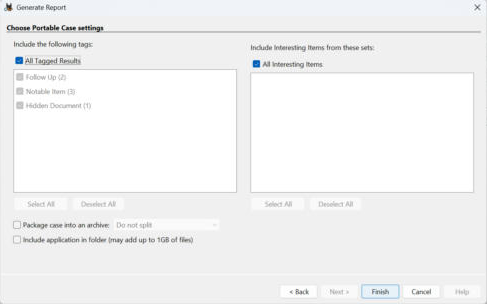 Generate Report
Choose Portable Case settings
Include the following tags:
All Tagged Results
Follow Up (2)
Notable Item (3)
Hidden Document (1)
Select All
Deselect All
Include Interesting Items from these sets:
All Interesting Items
Select All
Deselect All
Package case into an archive:
Do not split
Include application in folder (may add up to 1GB of files)
< Back
Next >
Finish
Cancel
Help